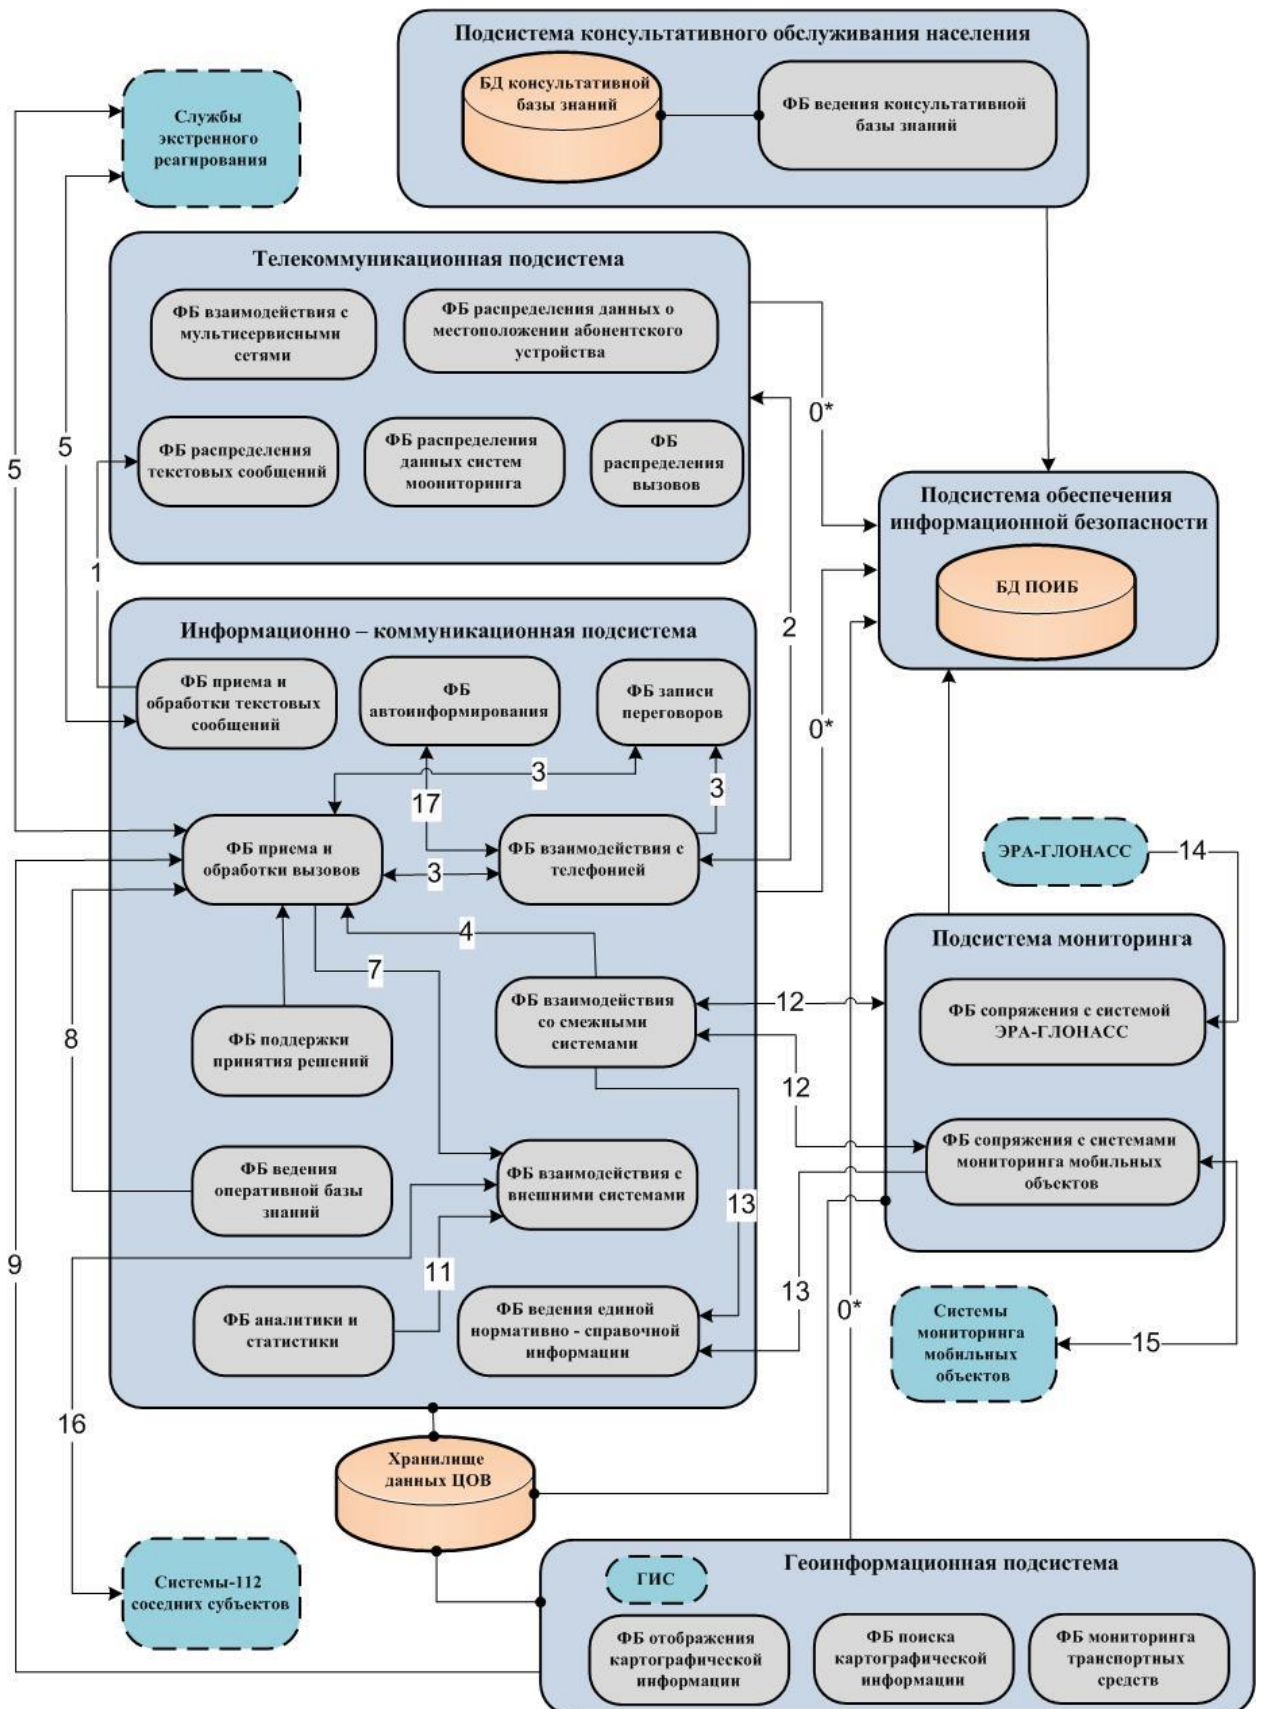 Подсистема консультативного обслуживания населения
БД консультативной
базы знаний
ФБ ведения консультативной
базы знаний
Службы
экстренного
реагирования
Телекоммуникационная подсистема
ФБ взаимодействия с
мультисервисными
сетями
ФБ распределения данных о
местоположении абонентского
устройства
0*
5
5
ФБ распределения
текстовых сообщений
ФБ распределения
данных систем
моониторинга
ФБ
распределения
вызовов
Подсистема обеспечения
информационной безопасности
БД ПОИБ
1
2
Информационно – коммуникационная подсистема
ФБ приема и
обработки текстовых
сообщений
ФБ
автоинформирования
ФБ записи
переговоров
0*
3
3
17
ФБ приема и
обработки вызовов
3
ФБ взаимодействия с
телефонией
ЭРА-ГЛОНАСС
14
4
7
Подсистема мониторинга
8
ФБ поддержки
принятия решений
ФБ взаимодействия
со смежными
системами
12
ФБ сопряжения с системой
ЭРА-ГЛОНАСС
12
ФБ ведения
оперативной базы
знаний
ФБ взаимодействия с
внешними системами
ФБ сопряжения с системами
мониторинга мобильных
объектов
13
9
11
13
0*
ФБ аналитики и
статистики
ФБ ведения единой
нормативно - справочной
информации
Системы
мониторинга
мобильных
объектов
15
16
Хранилище
данных ЦОВ
Системы-112
соседних субъектов
Геоинформационная подсистема
ГИС
ФБ отображения
картографической
информации
ФБ поиска
картографической
информации
ФБ мониторинга
транспортных
средств